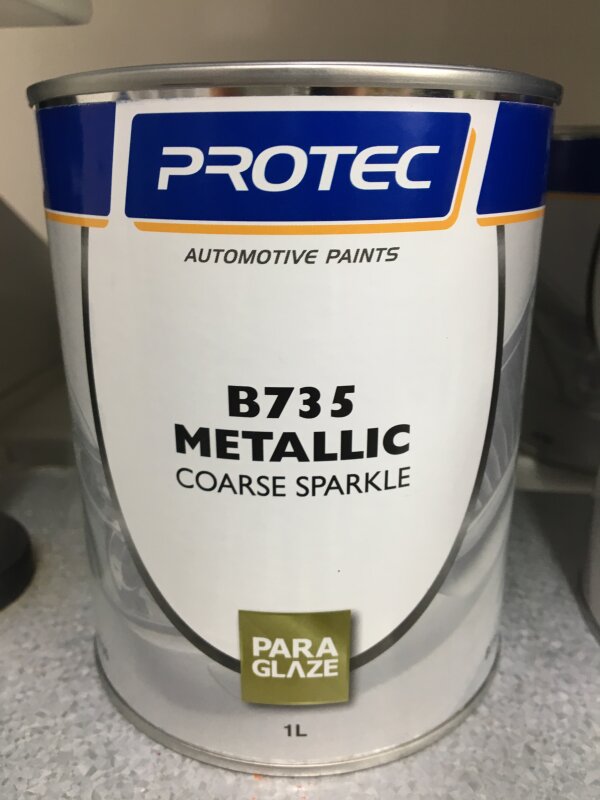 PROTEC
AUTOMOTIVE PAINTS
B735
METALLIC
COARSE SPARKLE
PARA
GLAZE
1L